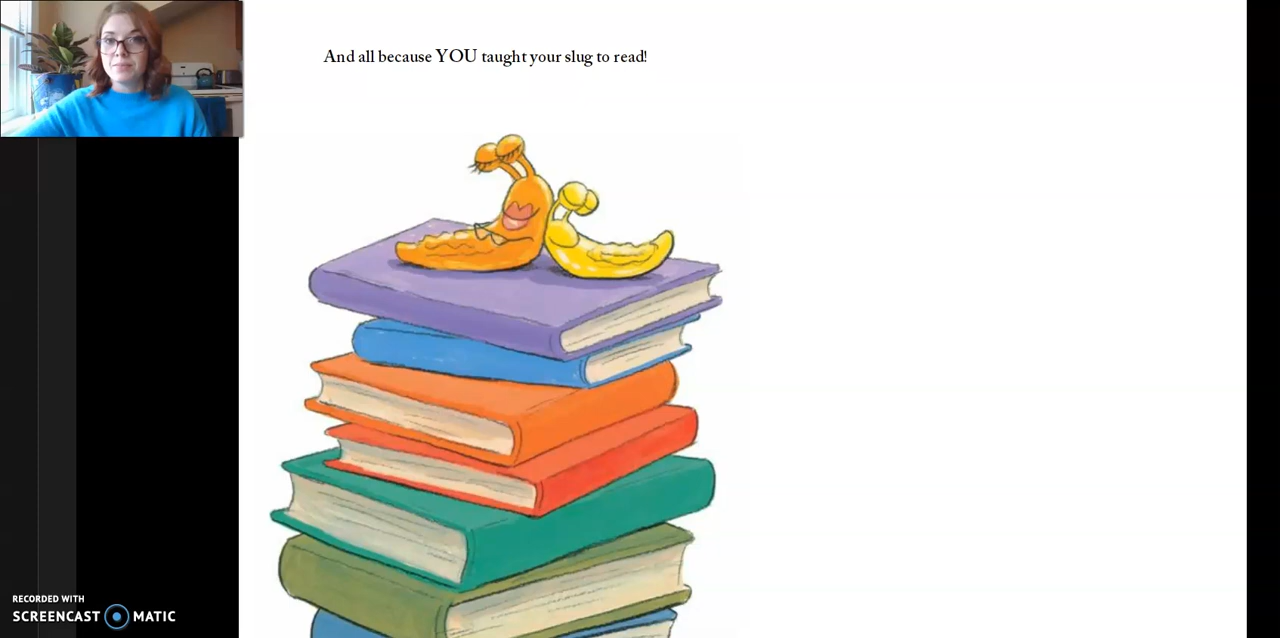 And all because YOU taught your slug to read!
RECORDED WITH
SCREENCAST MATIC